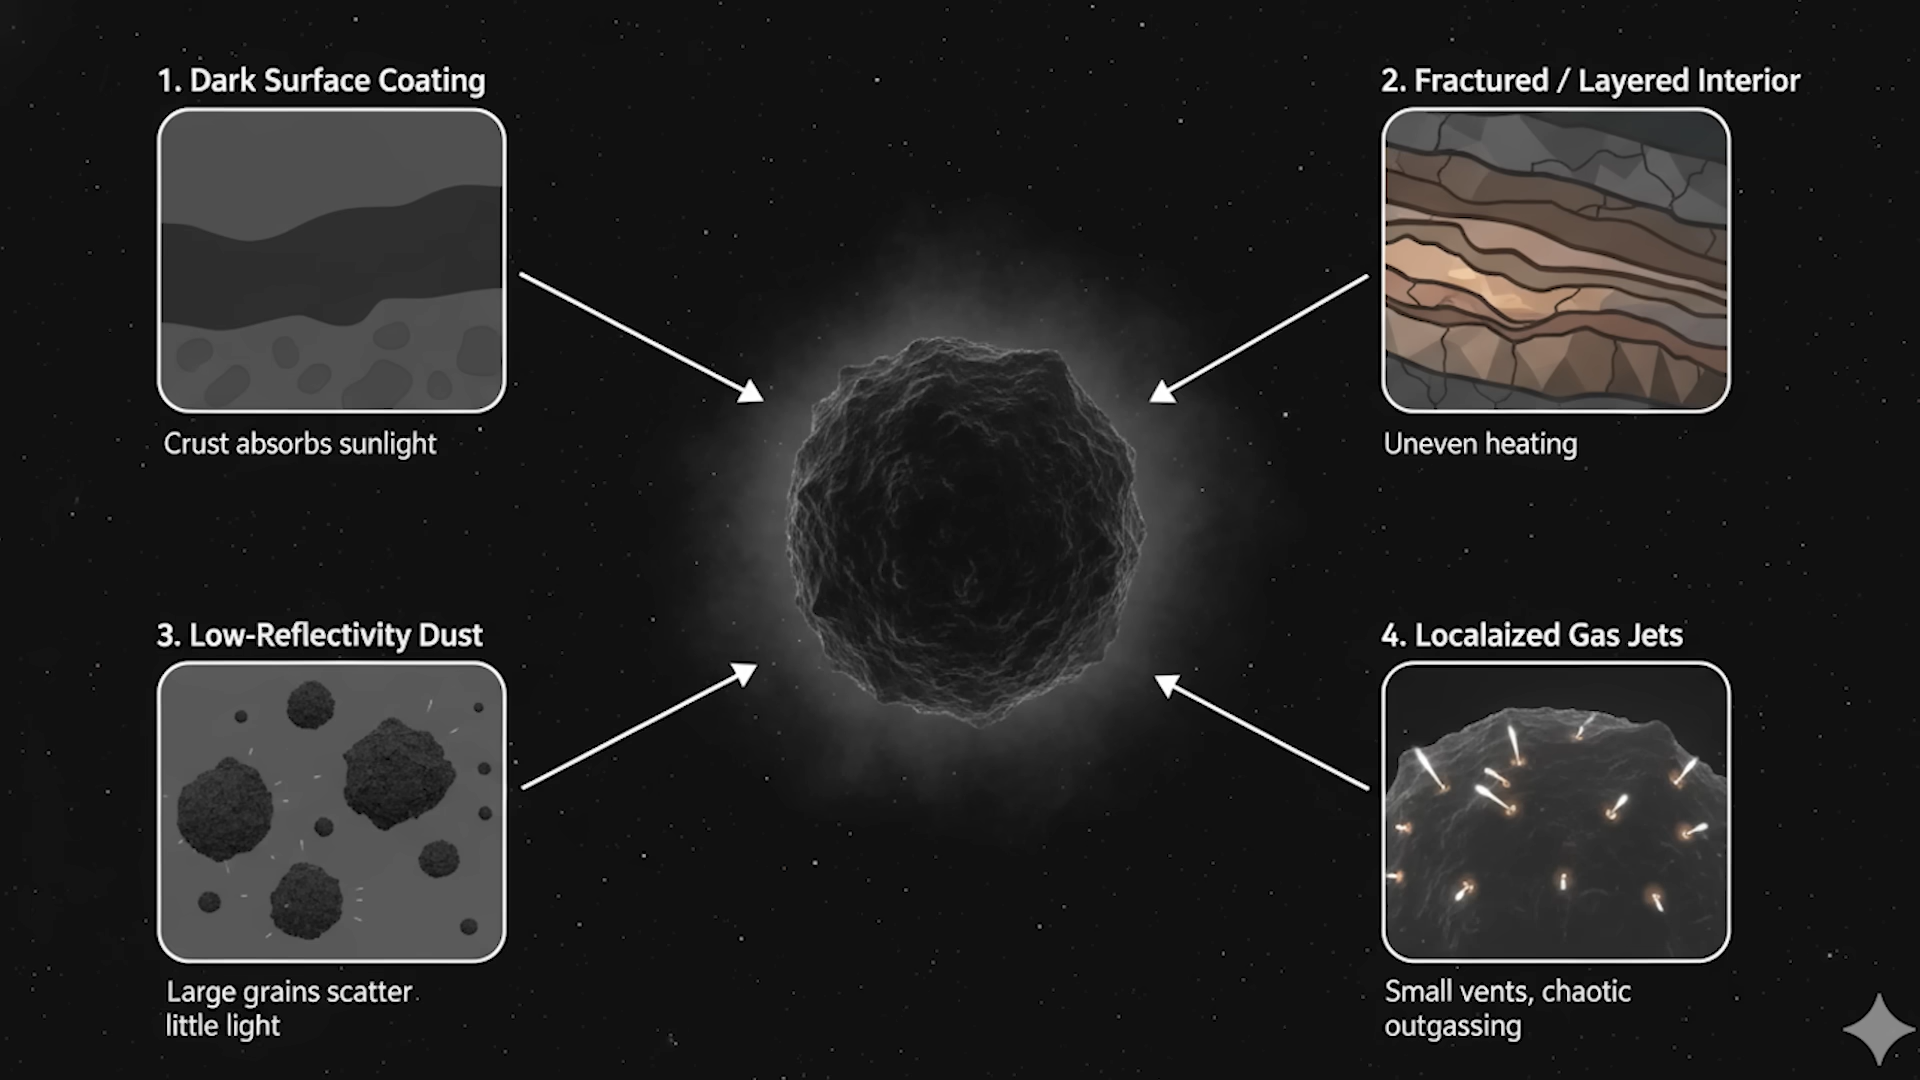 1. Dark Surface Coating
Crust absorbs sunlight
2. Fractured / Layered Interior
Uneven heating
3. Low-Reflectivity Dust
Large grains scatter
little light
4. Localaized Gas Jets
Small vents, chaotic
outgassing